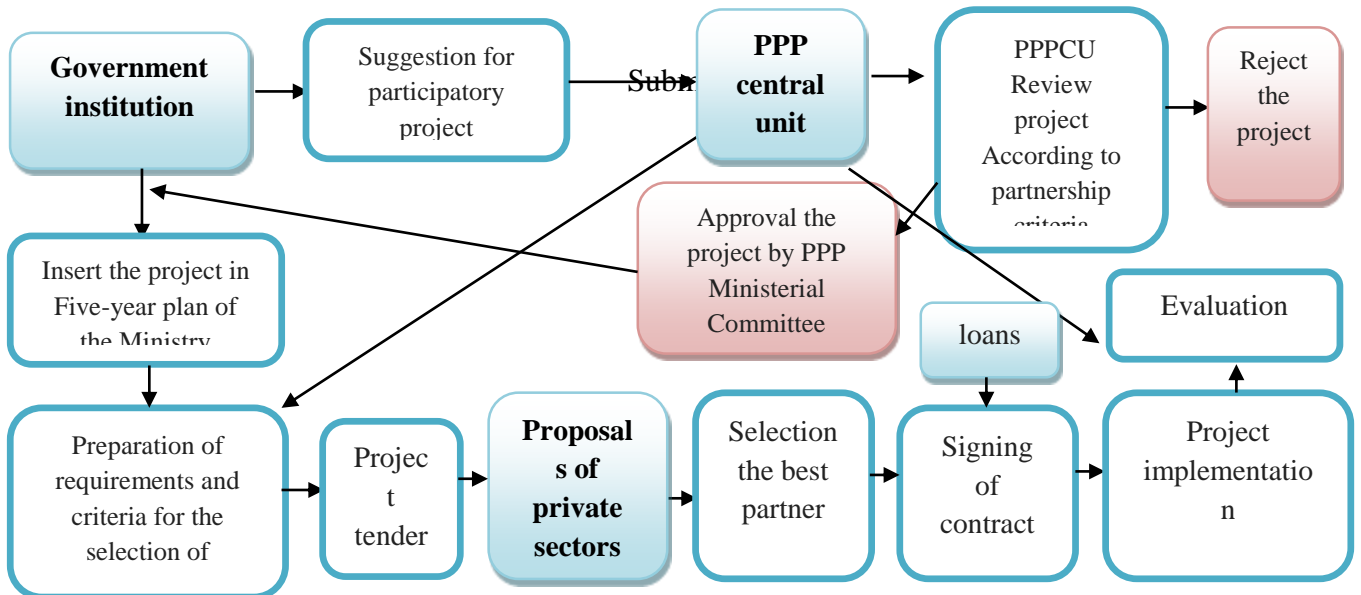 Government
institution
Suggestion for
participatory
project
PPP
central
unit
PPPCU
Review
project
According to
partnership
criteria
Reject
the
project
Approval the
project by PPP
Ministerial
Committee
Insert the project in
Five-year plan of
the Ministry
loans
Evaluation
Preparation of
requirements and
criteria for the
selection of
Projec
t
tender
Proposal
s of
private
sectors
Selection
the best
partner
Signing
of
contract
Project
implementatio
n